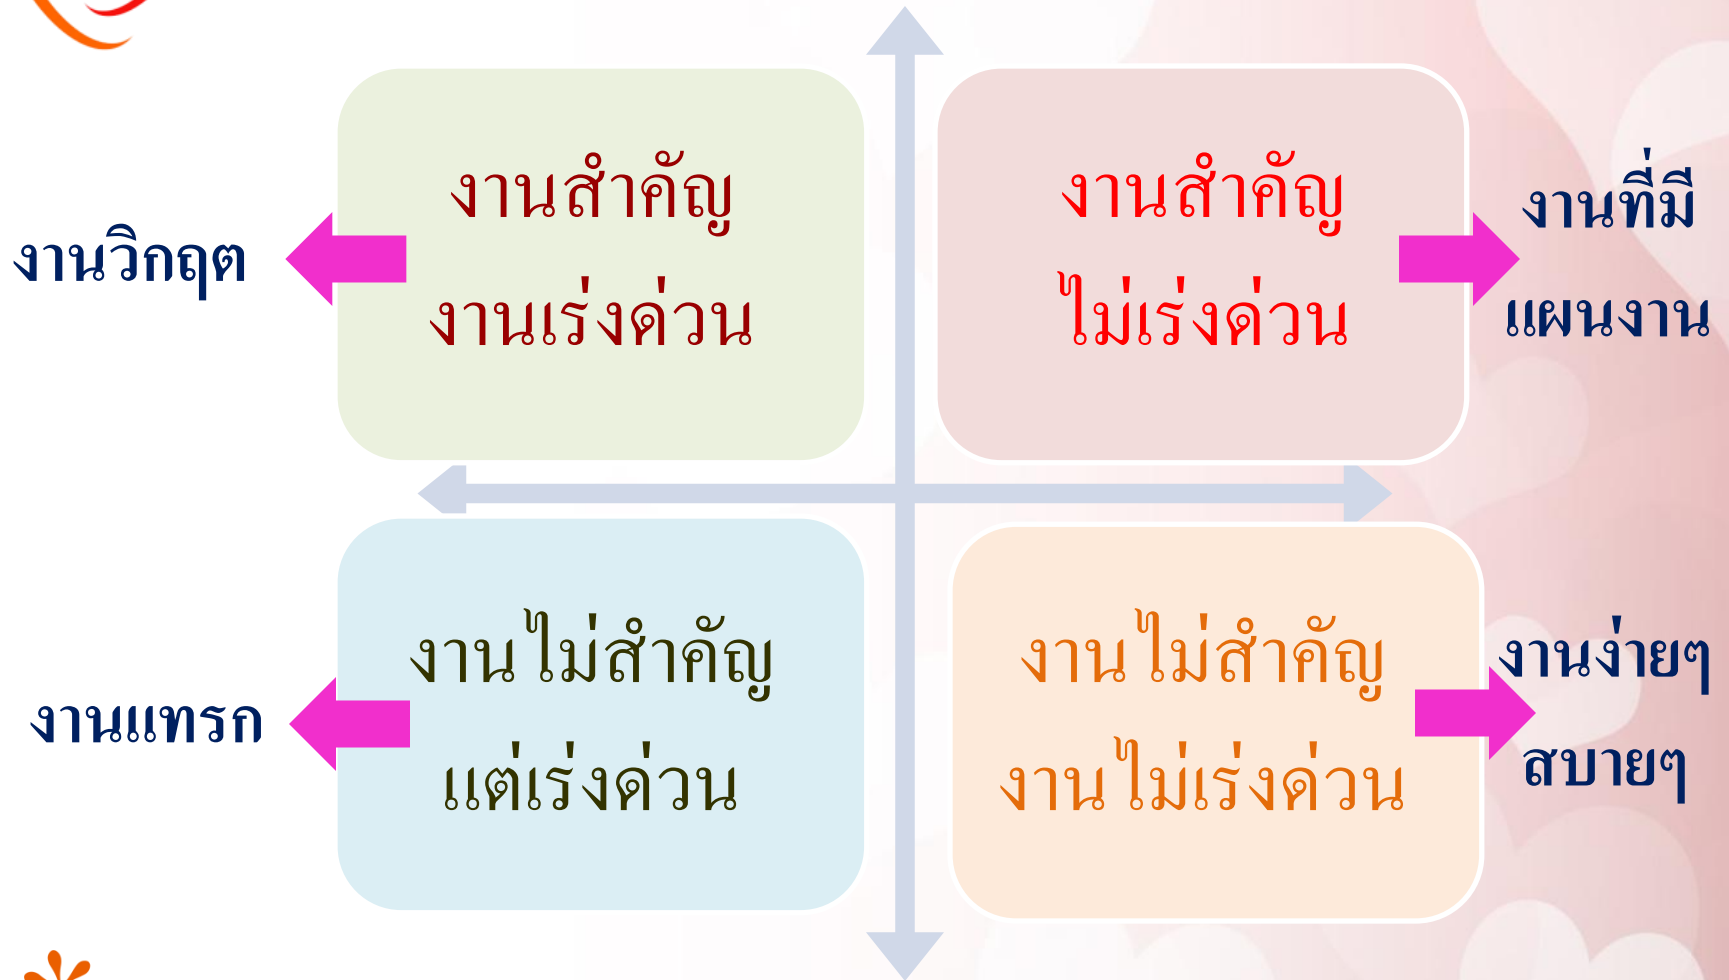 งานสำคัญ
งานเร่งด่วน
งานวิกฤต
งานสำคัญ
ไม่เร่งด่วน
งานที่มี
แผนงาน
งานไม่สำคัญ
แต่เร่งด่วน
งานแทรก
งานไม่สำคัญ
งานไม่เร่งด่วน
งานง่ายๆ
สบายๆ